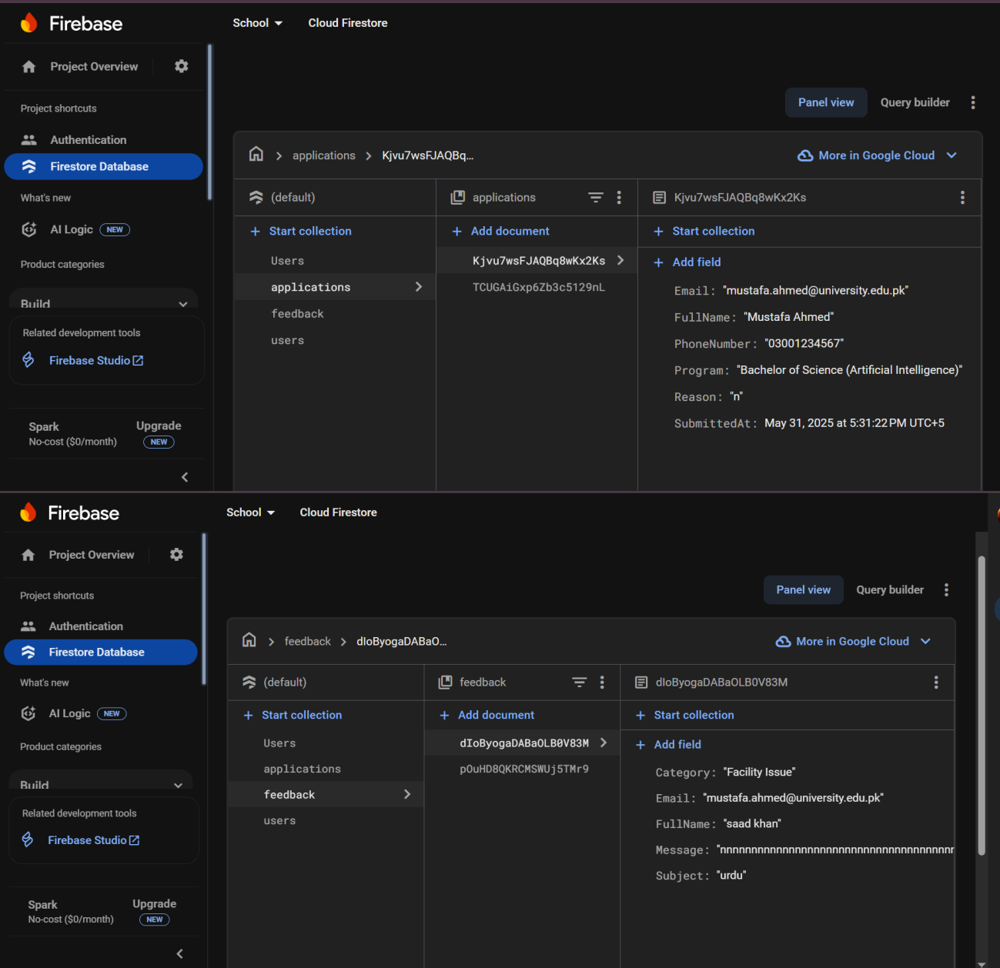 Firebase
School
Cloud Firestore
Project Overview
Project shortcuts
Authentication
Firestore Database
What's new
AI Logic NEW
Product categories
Build
Related development tools
Firebase Studio
Spark
No-cost ($0/month)
Upgrade
NEW
Panel view
Query builder
applications
Kjvu7wsFJAQBq...
More in Google Cloud
(default)
+ Start collection
Users
applications
feedback
users
applications
+ Add document
Kjvu7wsFJAQBq8wKx2Ks
TCUGAiGxp6Zb3c5129nL
Kjvu7wsFJAQBq8wKx2Ks
+ Start collection
+ Add field
Email: "mustafa.ahmed@university.edu.pk"
FullName: "Mustafa Ahmed"
PhoneNumber: "03001234567"
Program: "Bachelor of Science (Artificial Intelligence)"
Reason: "n"
SubmittedAt: May 31, 2025 at 5:31:22 PM UTC+5
Firebase
School
Cloud Firestore
Project Overview
Project shortcuts
Authentication
Firestore Database
What's new
AI Logic NEW
Product categories
Build
Related development tools
Firebase Studio
Spark
No-cost ($0/month)
Upgrade
NEW
Panel view
Query builder
feedback
dIoByogaDABaO...
More in Google Cloud
(default)
+ Start collection
Users
applications
feedback
users
feedback
+ Add document
dIoByogaDABaOLB0V83M
pOuHD8QKRCMSWUj5TMr9
dIoByogaDABaOLB0V83M
+ Start collection
+ Add field
Category: "Facility Issue"
Email: "mustafa.ahmed@university.edu.pk"
FullName: "saad khan"
Message:
Subject: "urdu"